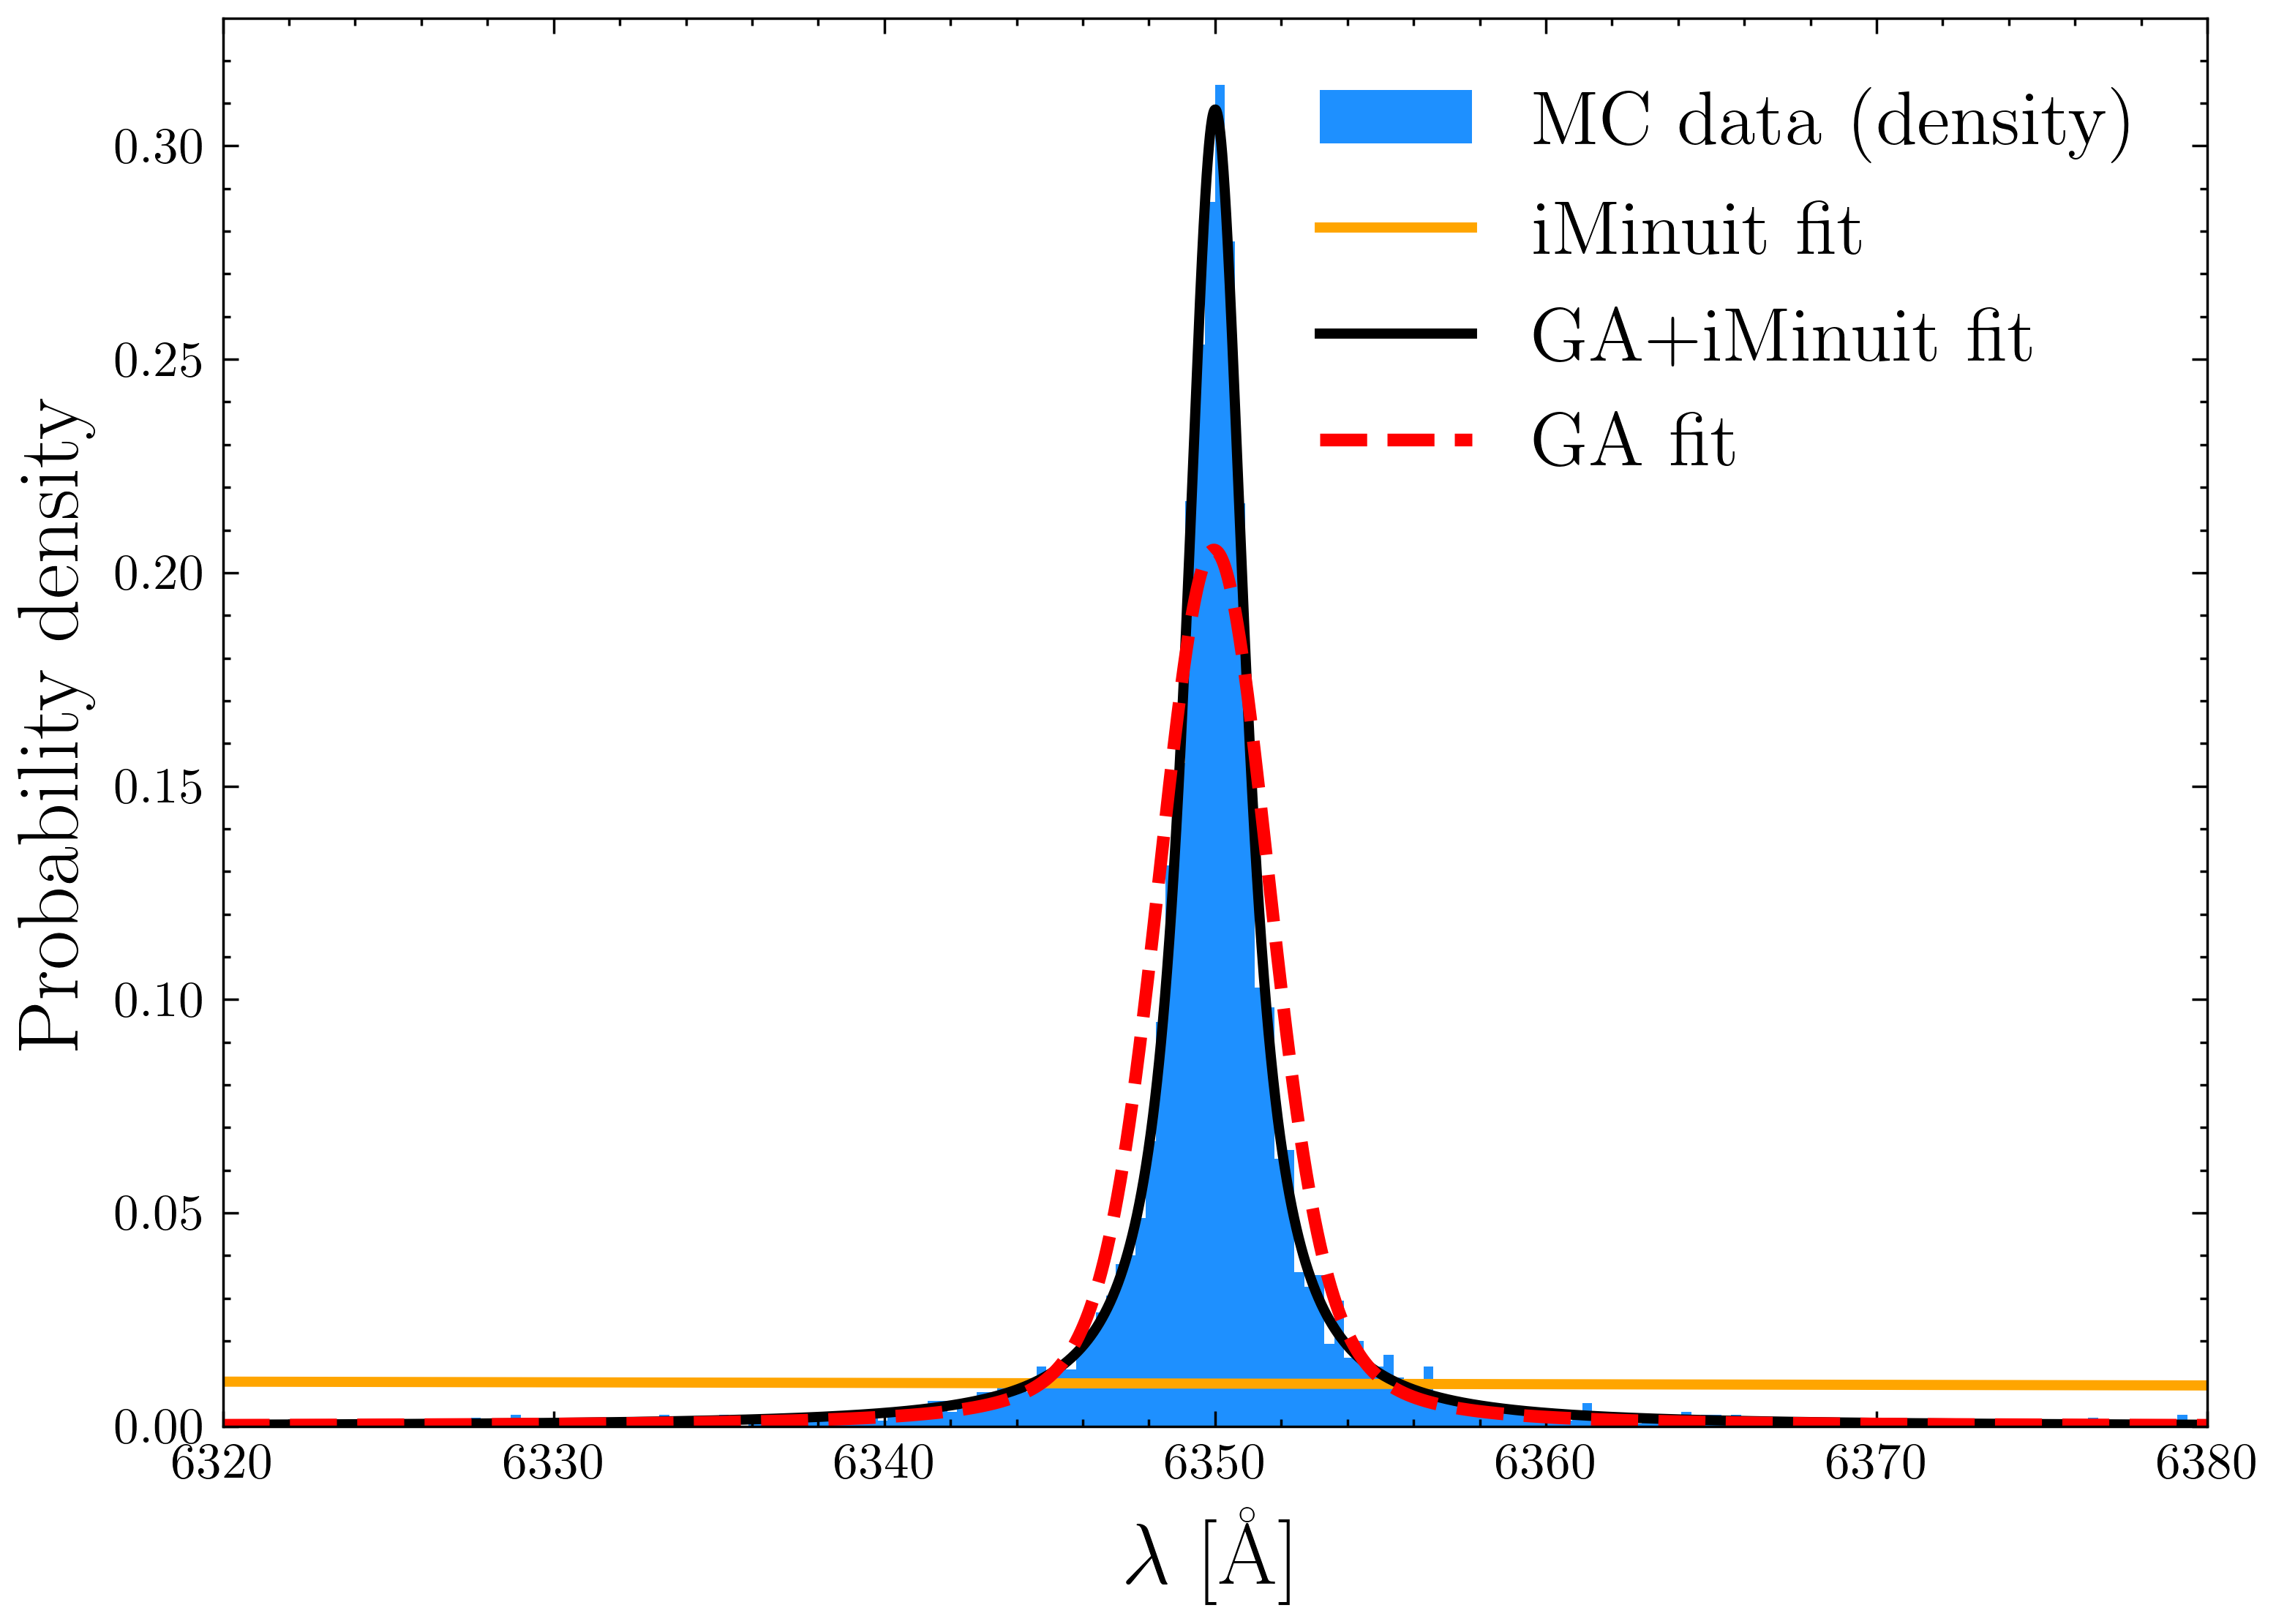 MC data (density)
iMinuit fit
GA+iMinuit fit
GA fit
Probability density
0.30
0.25
0.20
0.15
0.10
0.05
0.00
6320 6330 6340 6350 6360 6370 6380
λ [Å]